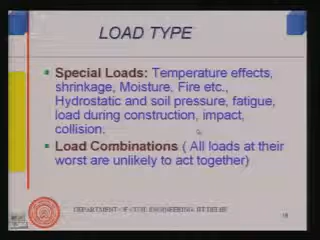 LOAD TYPE
Special Loads: Temperature effects,
shrinkage, Moisture, Fire etc.,
Hydrostatic and soil pressure, fatigue,
load during construction, impact,
collision.
Load Combinations ( All loads at their
worst are unlikely to act together)
DEPARTMENT OF CIVIL ENGINEERING IIT DELHI